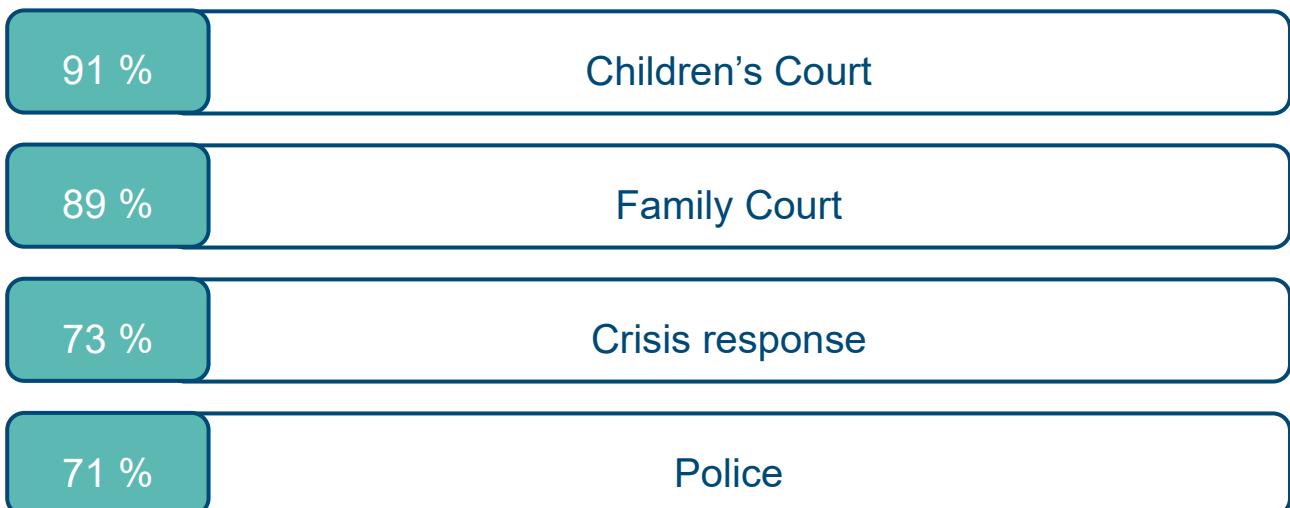 91 % Children’s Court
89 % Family Court
73 % Crisis response
71 % Police